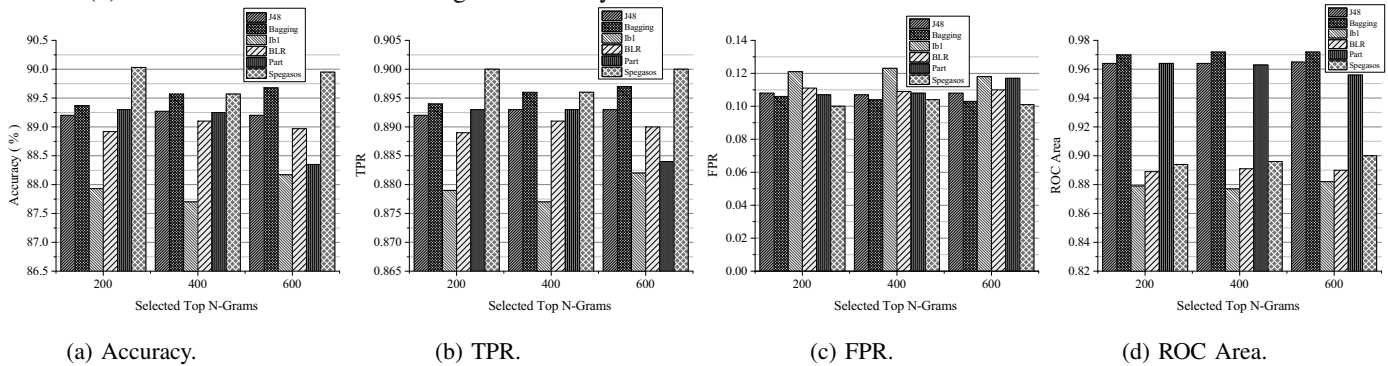 J48
Bagging
Ib1
BLR
Part
Spegasos
90.5
90.0
89.5
89.0
88.5
88.0
87.5
87.0
86.5
Accuracy ( % )
200 400 600
Selected Top N-Grams
(a) Accuracy.
J48
Bagging
Ib1
BLR
Part
Spegasos
0.905
0.900
0.895
0.890
0.885
0.880
0.875
0.870
0.865
TPR
200 400 600
Selected Top N-Grams
(b) TPR.
J48
Bagging
Ib1
BLR
Part
Spegasos
0.14
0.12
0.10
0.08
0.06
0.04
0.02
0.00
FPR
200 400 600
Selected Top N-Grams
(c) FPR.
J48
Bagging
Ib1
BLR
Part
Spegasos
0.98
0.96
0.94
0.92
0.90
0.88
0.86
0.84
0.82
ROC Area
200 400 600
Selected Top N-Grams
(d) ROC Area.